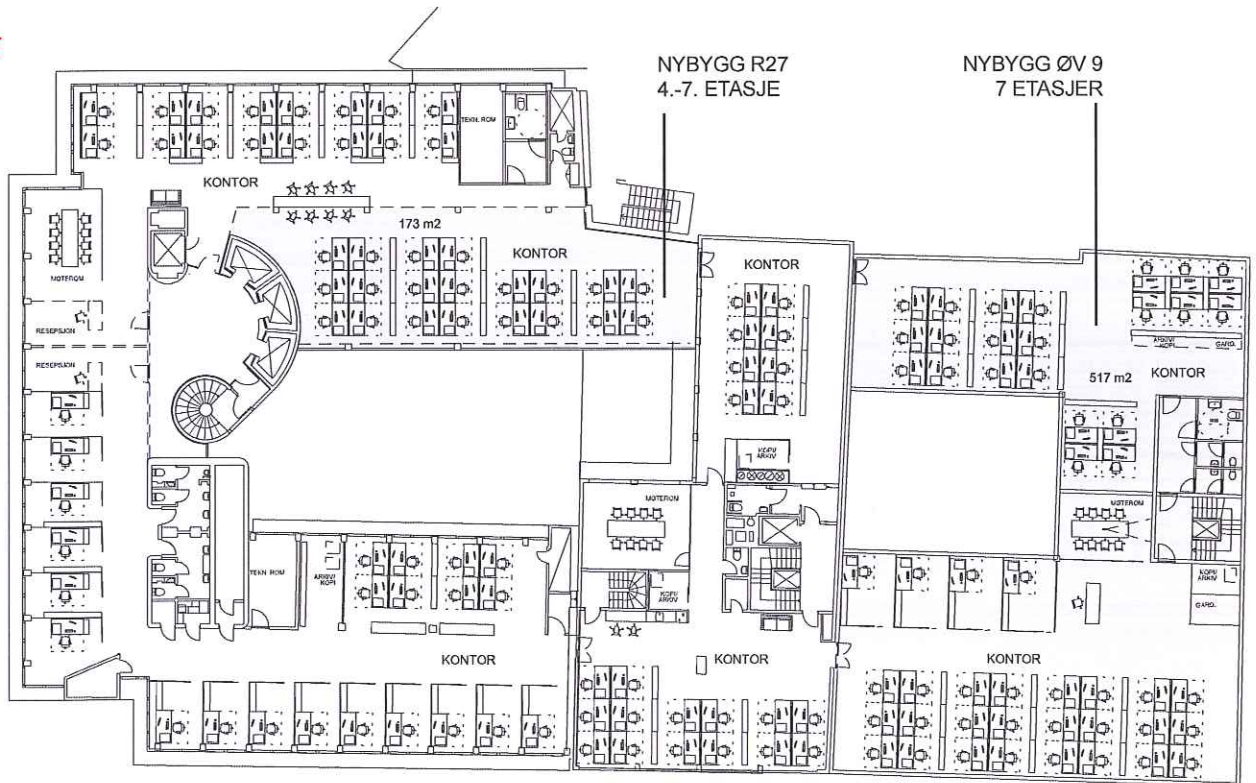 NYBYGG R27
4.-7. ETASJE
NYBYGG ØV 9
7 ETASJER
TEKN. ROM
KONTOR
173 m2
KONTOR
KONTOR
MØTEROM
RESEPSJON
RESEPSJON
ARKIV/
KOPI
GARD.
517 m2
KONTOR
KOPI/
ARKIV
MØTEROM
MØTEROM
TEKN. ROM
ARKIV/
KOPI
KOPI/
ARKIV
KOPI/
ARKIV
GARD.
KONTOR
KONTOR
KONTOR